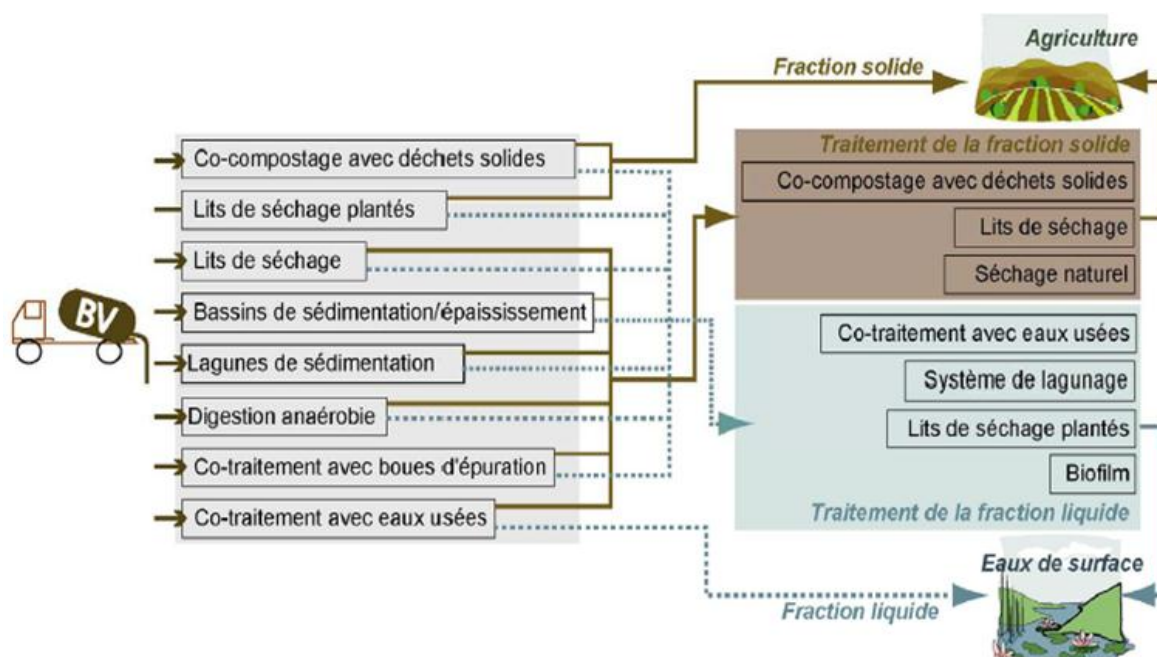 Agriculture
Fraction solide
Co-compostage avec déchets solides
Lits de séchage plantés
Lits de séchage
Bassins de sédimentation/épaississement
Lagunes de sédimentation
Digestion anaérobie
Co-traitement avec boues d'épuration
Co-traitement avec eaux usées
BV
Traitement de la fraction solide
Co-compostage avec déchets solides
Lits de séchage
Séchage naturel
Co-traitement avec eaux usées
Système de lagunage
Lits de séchage plantés
Biofilm
Traitement de la fraction liquide
Eaux de surface
Fraction liquide